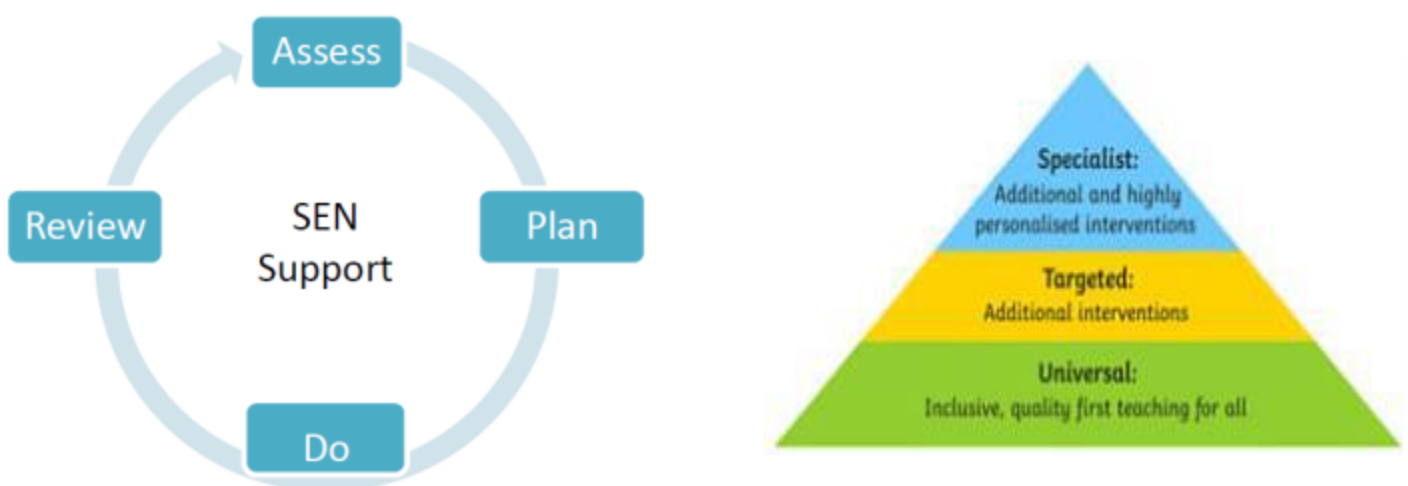 Assess
Plan
Do
Review
SEN
Support
Specialist:
Additional and highly
personalised interventions
Targeted:
Additional interventions
Universal:
Inclusive, quality first teaching for all